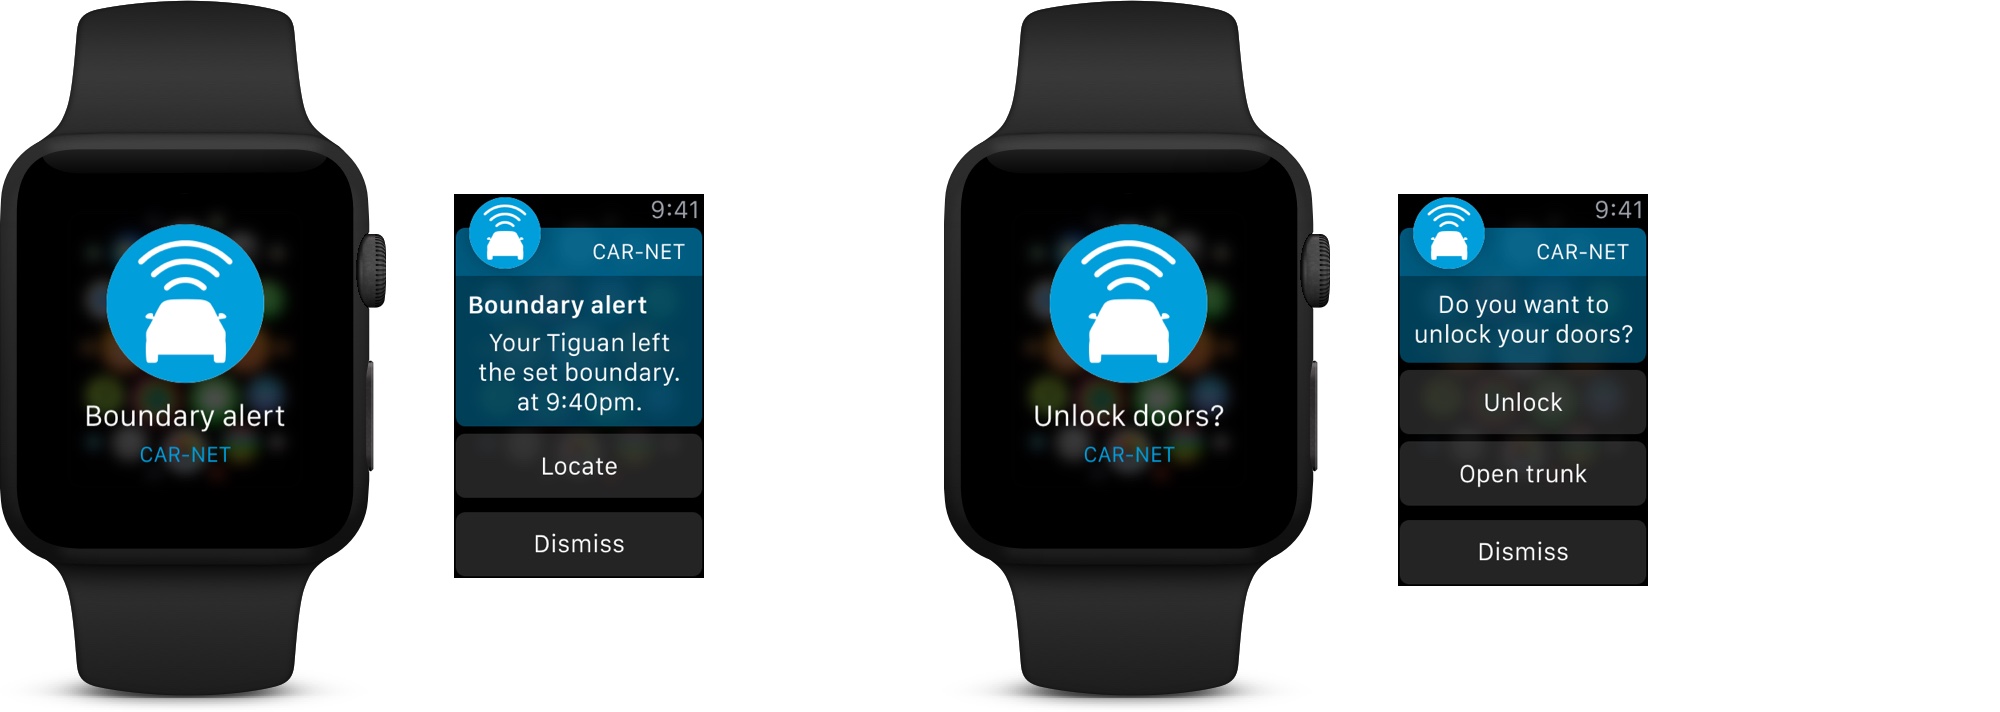 Boundary alert
CAR-NET
9:41
CAR-NET
Boundary alert
Your Tiguan left
the set boundary.
at 9:40pm.
Locate
Dismiss
Unlock doors?
CAR-NET
9:41
CAR-NET
Do you want to
unlock your doors?
Unlock
Open trunk
Dismiss